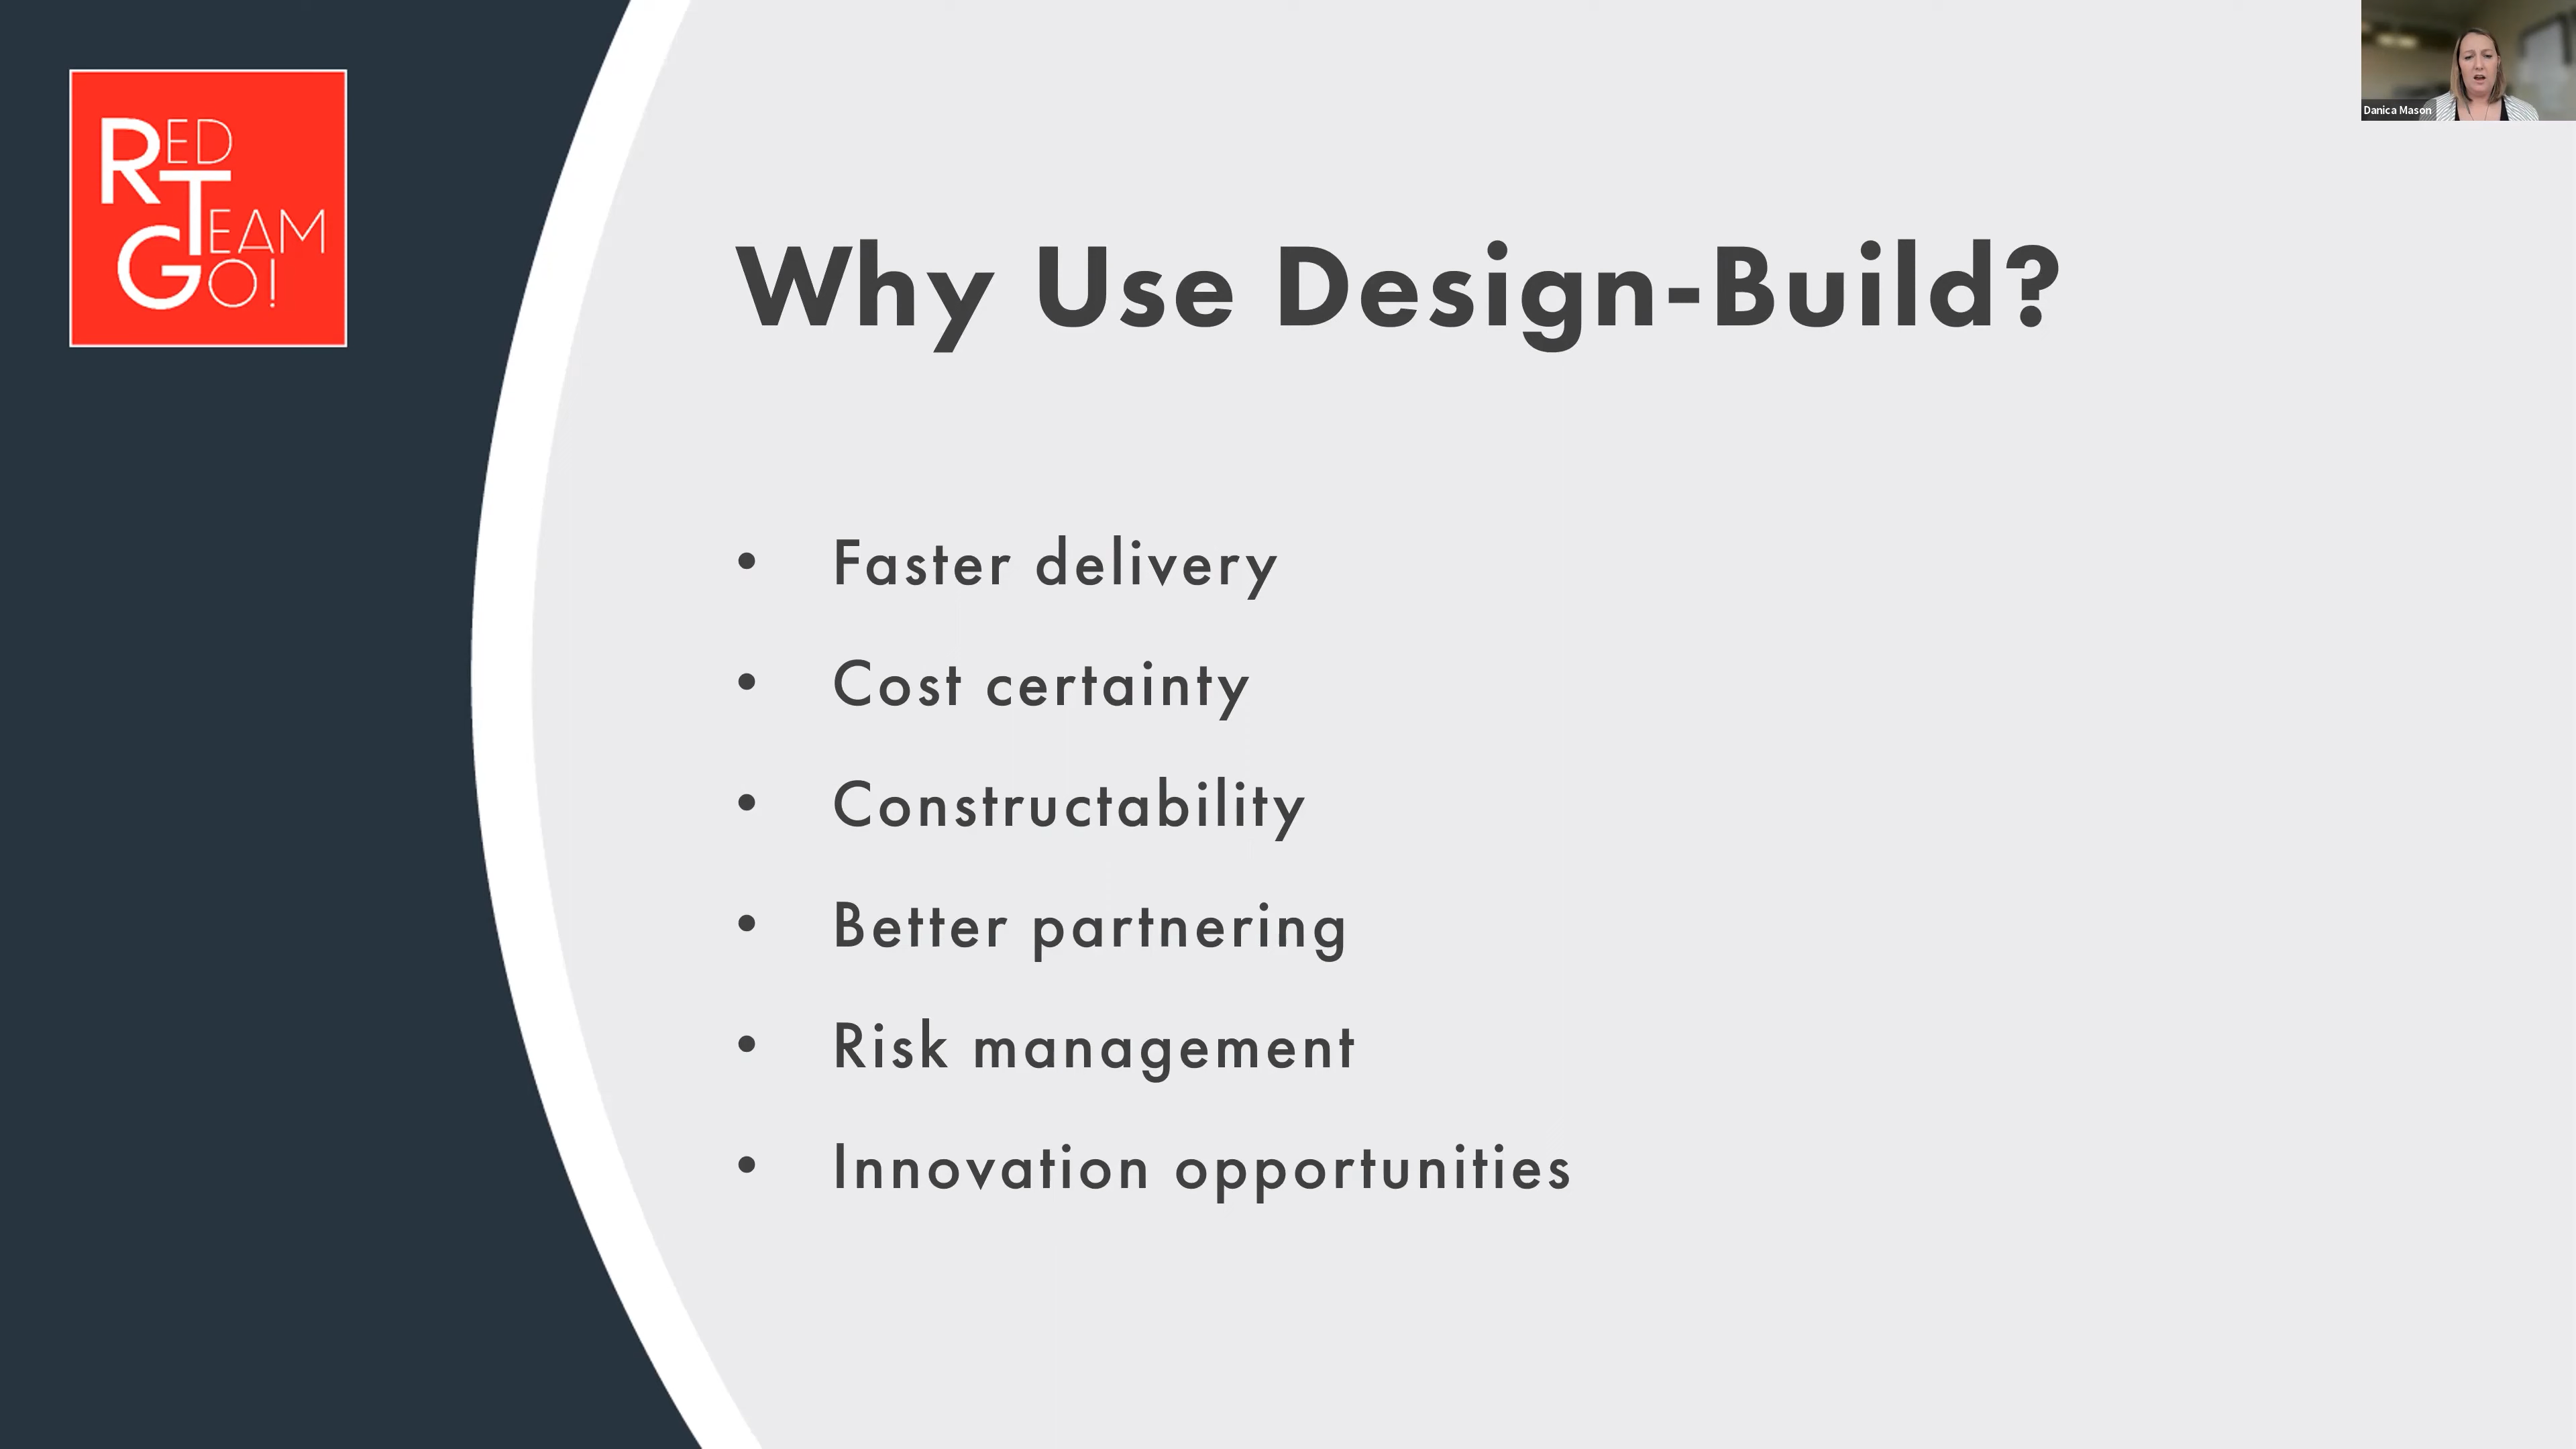 RED
TEAM
GO!
Danica Mason
Why Use Design-Build?
• Faster delivery
• Cost certainty
• Constructability
• Better partnering
• Risk management
• Innovation opportunities